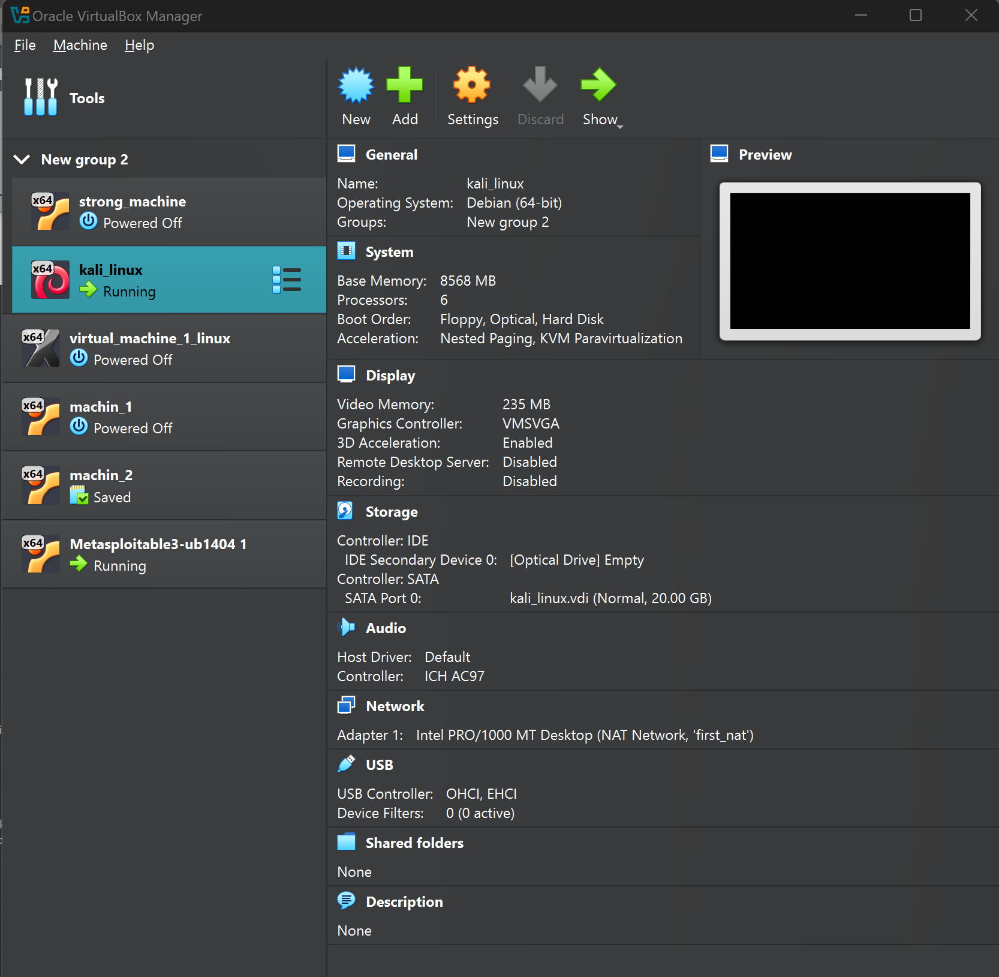 Oracle VirtualBox Manager
File Machine Help
Tools
New Add Settings Discard Show
New group 2
x64 strong_machine
Powered Off
x64 kali_linux
Running
x64 virtual_machine_1_linux
Powered Off
x64 machin_1
Powered Off
x64 machin_2
Saved
x64 Metasploitable3-ub1404 1
Running
General
Name: kali_linux
Operating System: Debian (64-bit)
Groups: New group 2
Preview
System
Base Memory: 8568 MB
Processors: 6
Boot Order: Floppy, Optical, Hard Disk
Acceleration: Nested Paging, KVM Paravirtualization
Display
Video Memory: 235 MB
Graphics Controller: VMSVGA
3D Acceleration: Enabled
Remote Desktop Server: Disabled
Recording: Disabled
Storage
Controller: IDE
IDE Secondary Device 0: [Optical Drive] Empty
Controller: SATA
SATA Port 0: kali_linux.vdi (Normal, 20.00 GB)
Audio
Host Driver: Default
Controller: ICH AC97
Network
Adapter 1: Intel PRO/1000 MT Desktop (NAT Network, 'first_nat')
USB
USB Controller: OHCI, EHCI
Device Filters: 0 (0 active)
Shared folders
None
Description
None